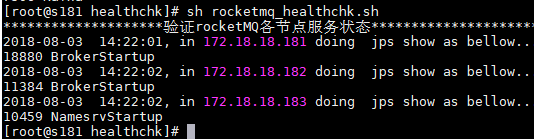 [root@s181 healthchk]# sh rocketmq_healthchk.sh
********************验证rocketMQ各节点服务状态********************
2018-08-03  14:22:01, in 172.18.18.181 doing  jps show as bellow..
18880 BrokerStartup
2018-08-03  14:22:02, in 172.18.18.182 doing  jps show as bellow..
11384 BrokerStartup
2018-08-03  14:22:02, in 172.18.18.183 doing  jps show as bellow..
10459 NamesrvStartup
[root@s181 healthchk]#